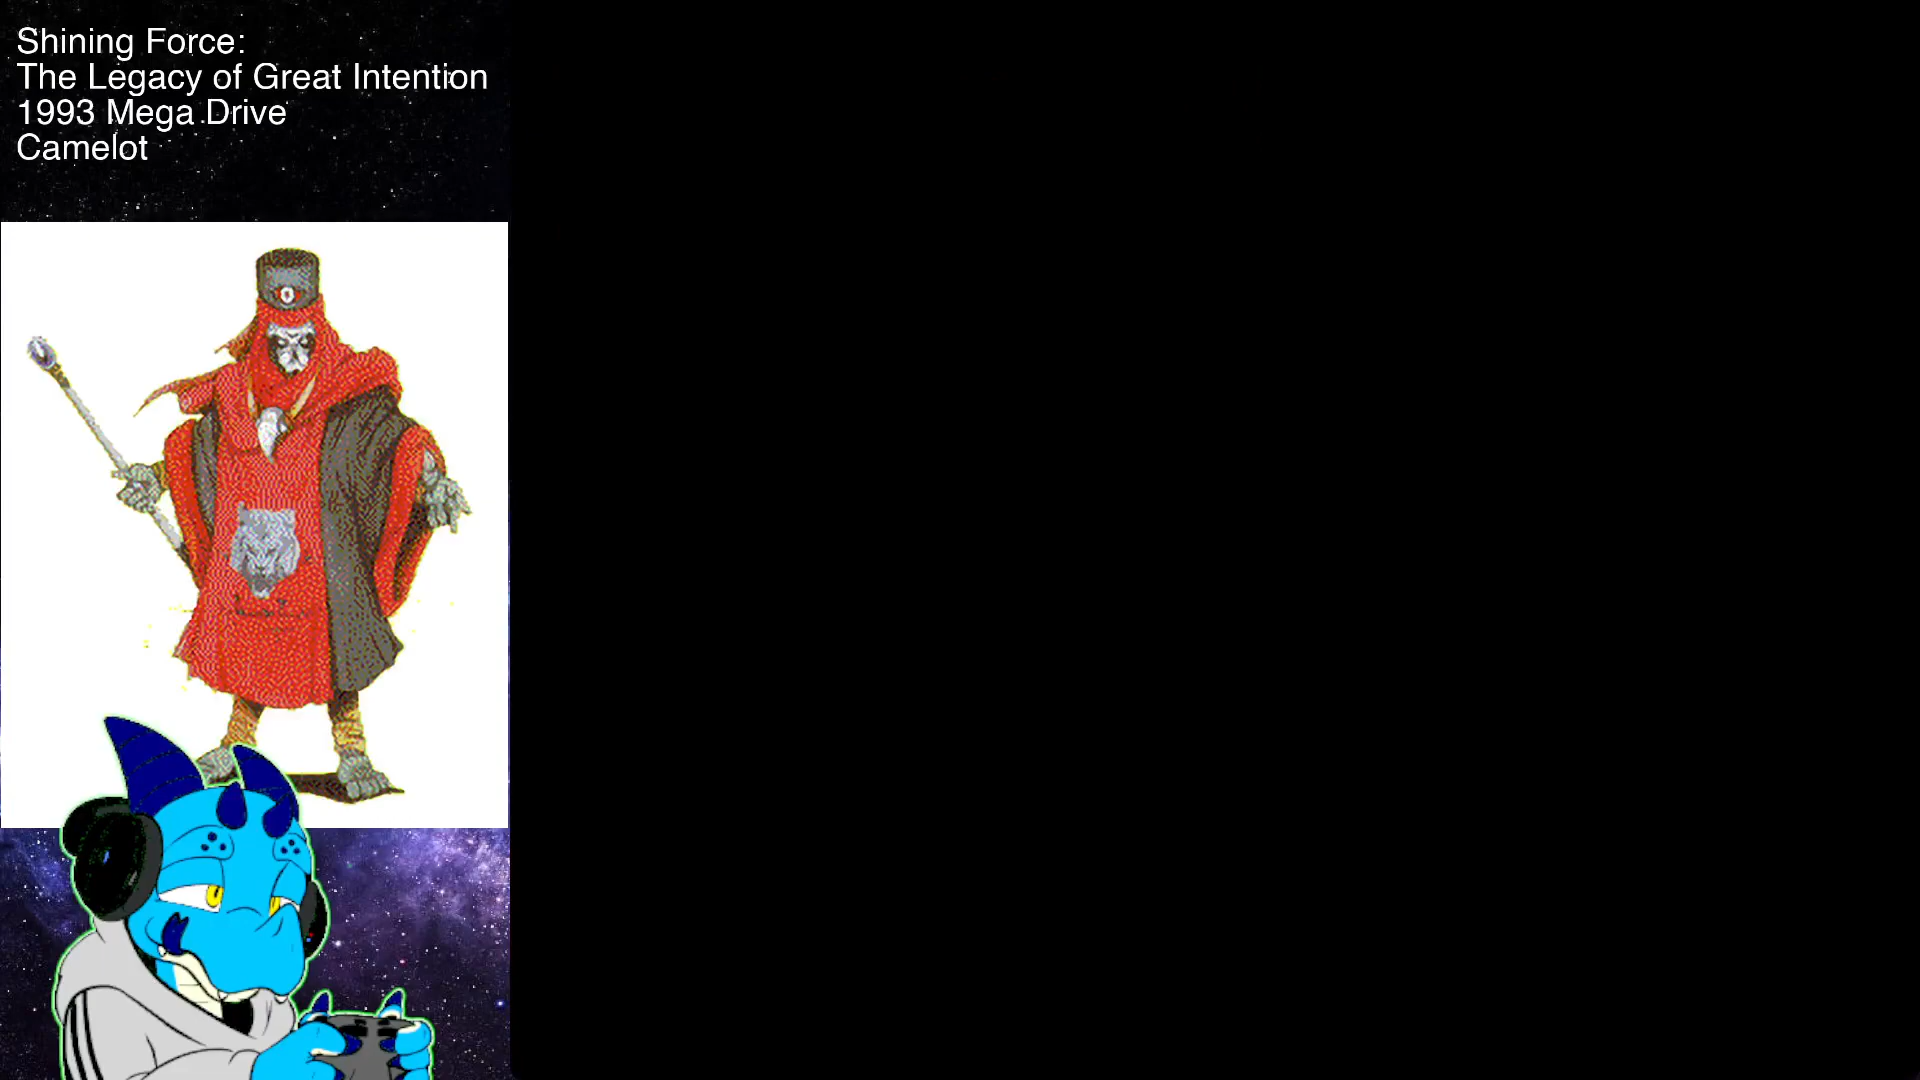 Shining Force:
The Legacy of Great Intention
1993 Mega Drive
Camelot